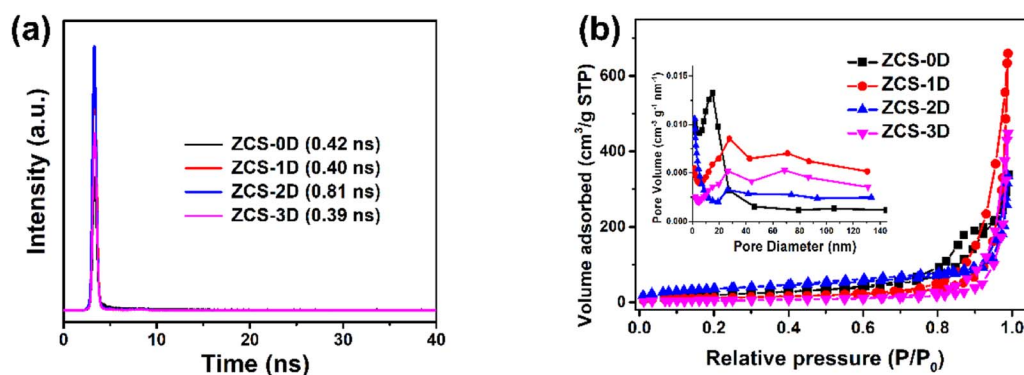 (a)
Intensity (a.u.)
ZCS-0D (0.42 ns)
ZCS-1D (0.40 ns)
ZCS-2D (0.81 ns)
ZCS-3D (0.39 ns)
0 10 20 30 40
Time (ns)
(b)
Volume adsorbed (cm³/g STP)
600
400
200
0
ZCS-0D
ZCS-1D
ZCS-2D
ZCS-3D
Pore Volume (cm⁻³ g⁻¹ nm⁻¹)
0.015
0.010
0.005
0.000
0 20 40 60 80 100 120 140
Pore Diameter (nm)
0.0 0.2 0.4 0.6 0.8 1.0
Relative pressure (P/P₀)